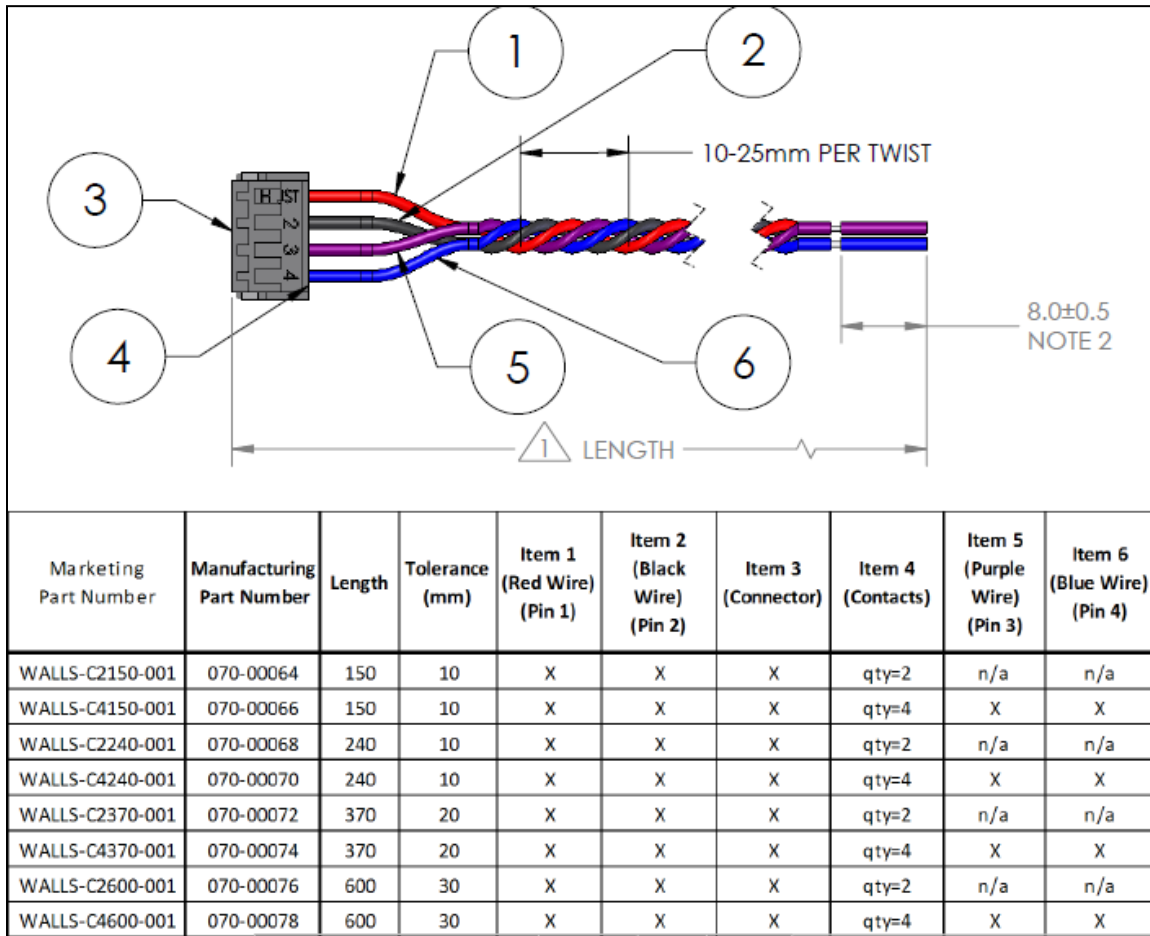 1
2
10-25mm PER TWIST
3
H JST
2
3
4
8.0±0.5
NOTE 2
4
5
6
1 LENGTH
Marketing Part Number | Manufacturing Part Number | Length | Tolerance (mm) | Item 1 (Red Wire) (Pin 1) | Item 2 (Black Wire) (Pin 2) | Item 3 (Connector) | Item 4 (Contacts) | Item 5 (Purple Wire) (Pin 3) | Item 6 (Blue Wire) (Pin 4)
WALLS-C2150-001 | 070-00064 | 150 | 10 | X | X | X | qty=2 | n/a | n/a
WALLS-C4150-001 | 070-00066 | 150 | 10 | X | X | X | qty=4 | X | X
WALLS-C2240-001 | 070-00068 | 240 | 10 | X | X | X | qty=2 | n/a | n/a
WALLS-C4240-001 | 070-00070 | 240 | 10 | X | X | X | qty=4 | X | X
WALLS-C2370-001 | 070-00072 | 370 | 20 | X | X | X | qty=2 | n/a | n/a
WALLS-C4370-001 | 070-00074 | 370 | 20 | X | X | X | qty=4 | X | X
WALLS-C2600-001 | 070-00076 | 600 | 30 | X | X | X | qty=2 | n/a | n/a
WALLS-C4600-001 | 070-00078 | 600 | 30 | X | X | X | qty=4 | X | X